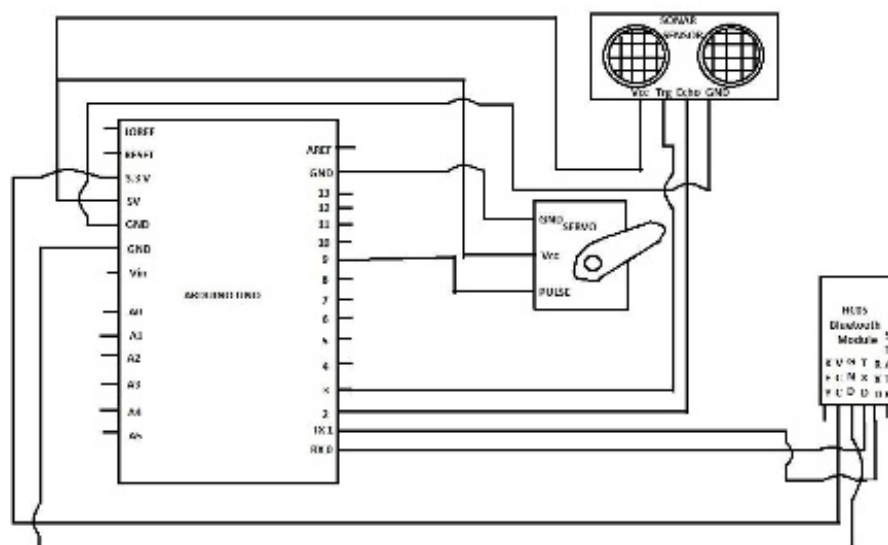 SONAR
SENSOR
Vcc Trg Echo GND
IOREF
RESET
3.3 V
5V
GND
GND
Vin
A0
A1
A2
A3
A4
A5
ARDUINO UNO
AREF
GND
13
12
11
10
9
8
7
6
5
4
3
2
TX 1
RX 0
GND
SERVO
Vcc
PULSE
HC05
Bluetooth
Module